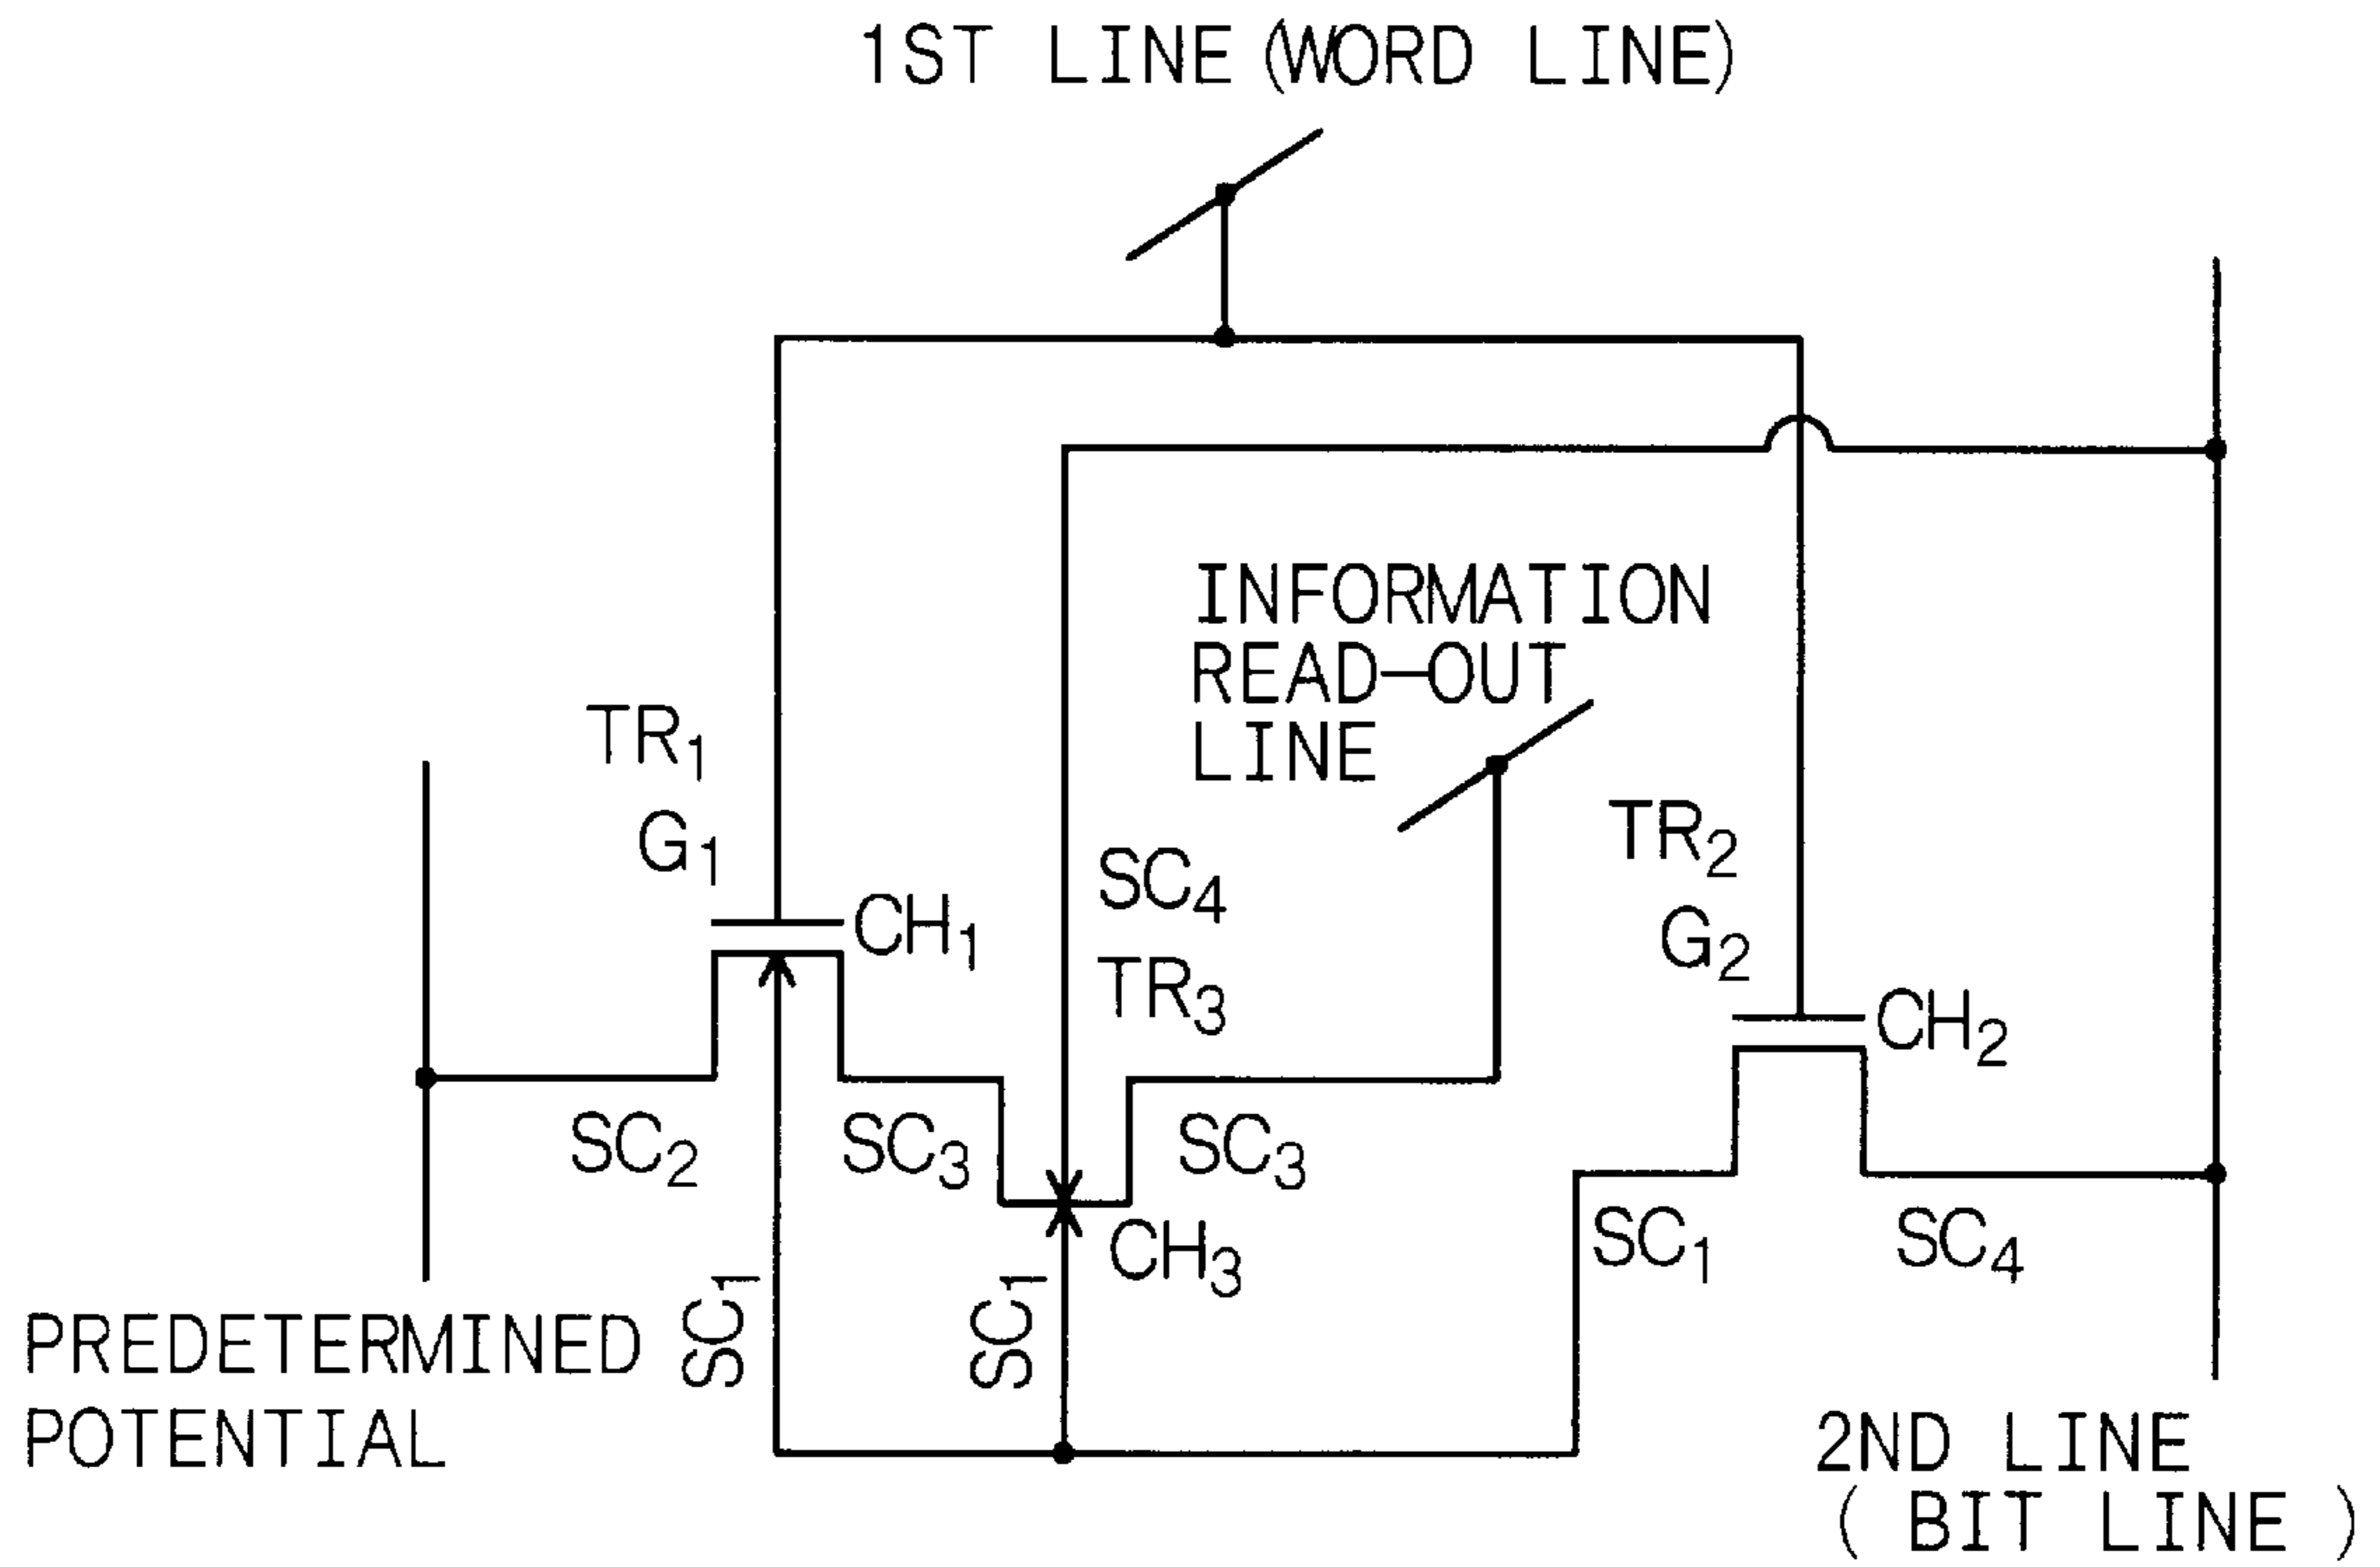 1ST LINE (WORD LINE)
INFORMATION
READ-OUT
LINE
TR1
G1
CH1
SC4
TR3
TR2
G2
CH2
SC2
SC3
SC3
CH3
SC1
SC1
SC1
SC4
PREDETERMINED
POTENTIAL
2ND LINE
( BIT LINE )